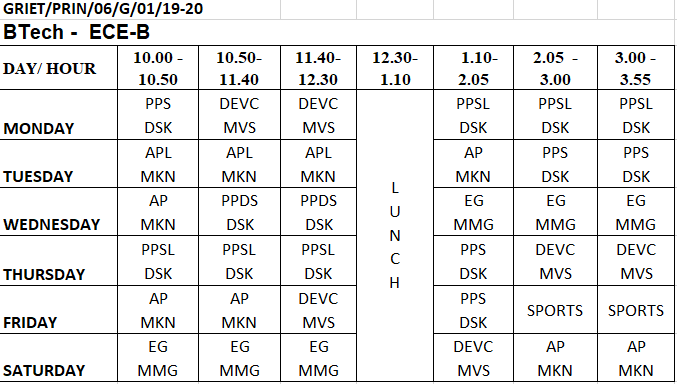 GRIET/PRIN/06/G/01/19-20
BTech - ECE-B
DAY/ HOUR 10.00 - 10.50 10.50- 11.40 11.40- 12.30 12.30- 1.10 1.10- 2.05 2.05 - 3.00 3.00 - 3.55
PPS DEVC DEVC PPSL PPSL PPSL
MONDAY DSK MVS MVS DSK DSK DSK
APL APL APL AP PPS PPS
TUESDAY MKN MKN MKN MKN DSK DSK
AP PPDS PPDS EG EG EG
WEDNESDAY MKN DSK DSK MMG MMG MMG
PPSL PPSL PPSL PPS DEVC DEVC
THURSDAY DSK DSK DSK DSK MVS MVS
AP AP DEVC PPS SPORTS SPORTS
FRIDAY MKN MKN MVS DSK
EG EG EG DEVC AP AP
SATURDAY MMG MMG MMG MVS MKN MKN
L
U
N
C
H